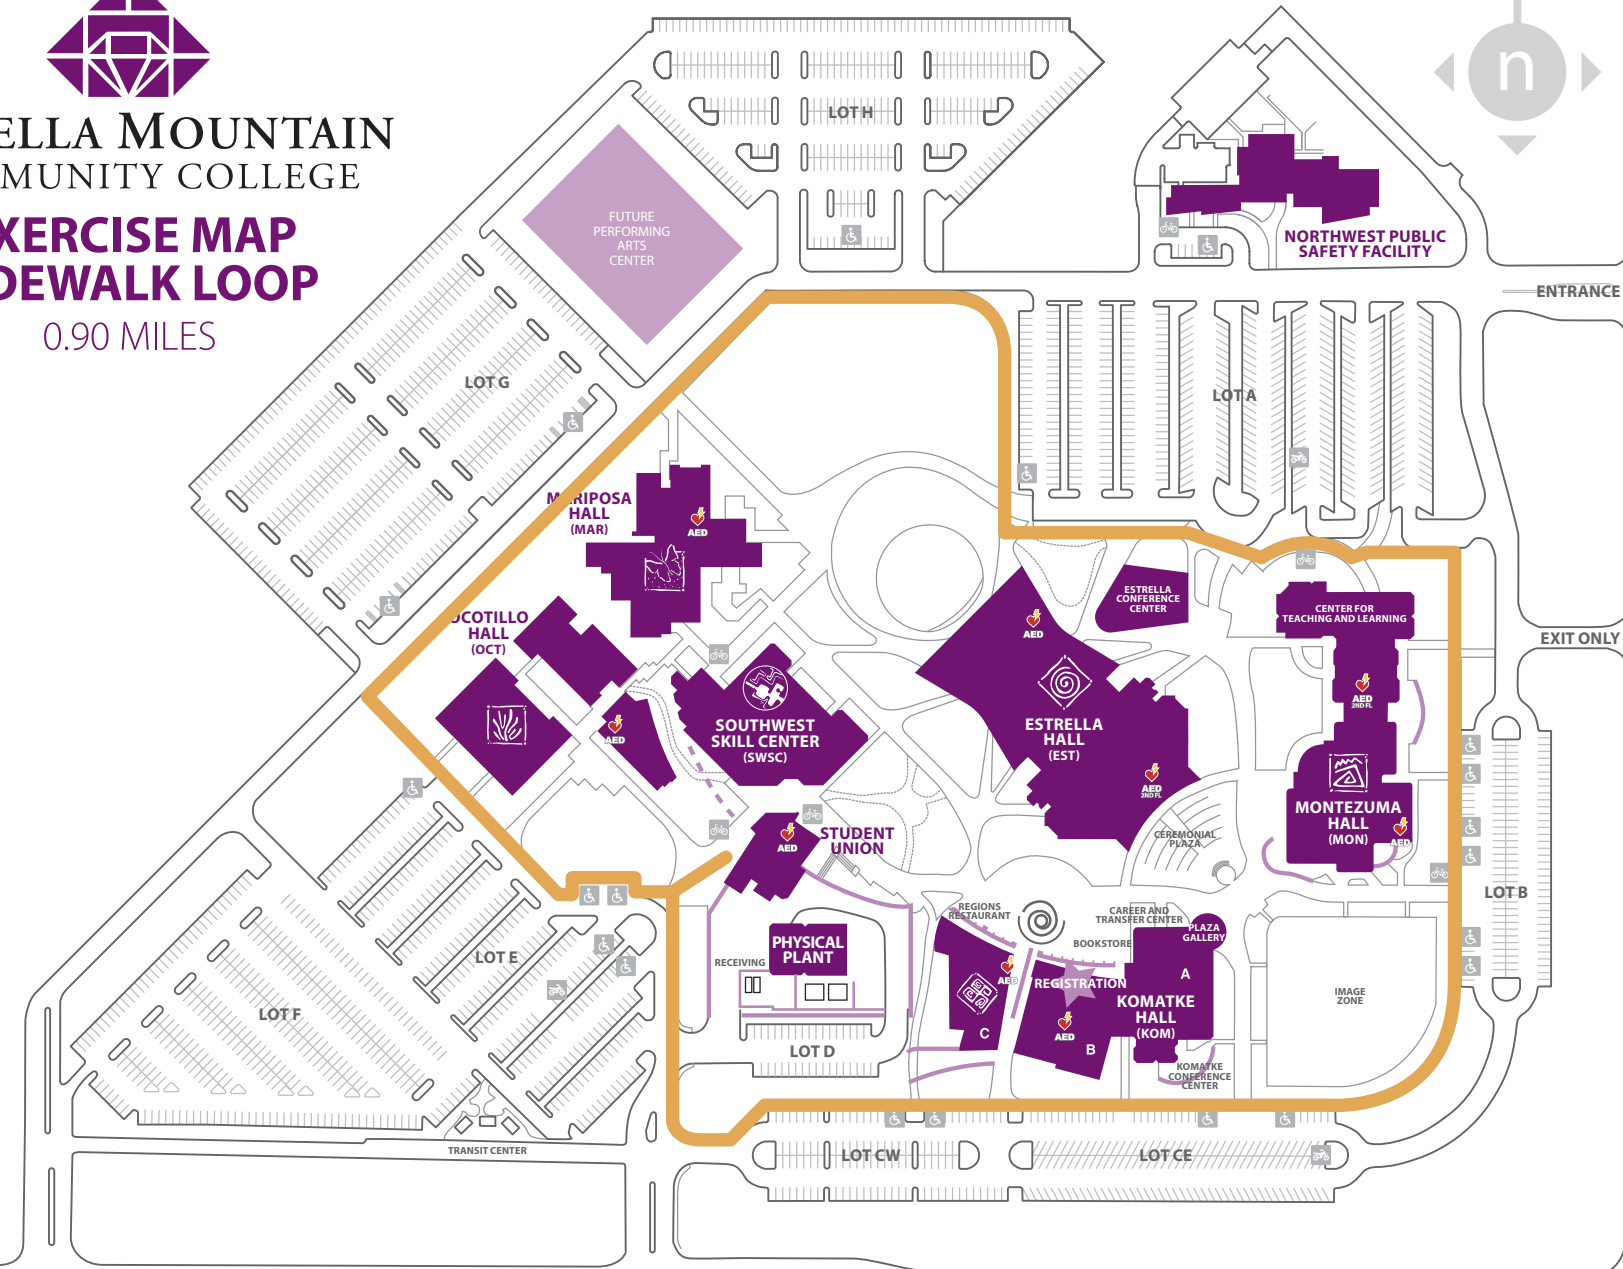 ELLA MOUNTAIN
MUNITY COLLEGE
XERCISE MAP
DEWALK LOOP
0.90 MILES
n
LOT H
FUTURE
PERFORMING
ARTS
CENTER
NORTHWEST PUBLIC
SAFETY FACILITY
ENTRANCE
LOT G
LOT A
MARIPOSA
HALL
(MAR)
AED
OCOTILLO
HALL
(OCT)
AED
SOUTHWEST
SKILL CENTER
(SWSC)
AED
ESTRELLA
CONFERENCE
CENTER
ESTRELLA
HALL
(EST)
AED
2ND FL
CENTER FOR
TEACHING AND LEARNING
EXIT ONLY
AED
2ND FL
MONTEZUMA
HALL
(MON)
AED
CEREMONIAL
PLAZA
STUDENT
UNION
AED
LOT B
REGIONS
RESTAURANT
CAREER AND
TRANSFER CENTER
PLAZA
GALLERY
BOOKSTORE
PHYSICAL
PLANT
RECEIVING
LOT E
AED
REGISTRATION
A
KOMATKE
HALL
(KOM)
IMAGE
ZONE
LOT F
C
AED
B
LOT D
KOMATKE
CONFERENCE
CENTER
TRANSIT CENTER
LOT CW
LOT CE